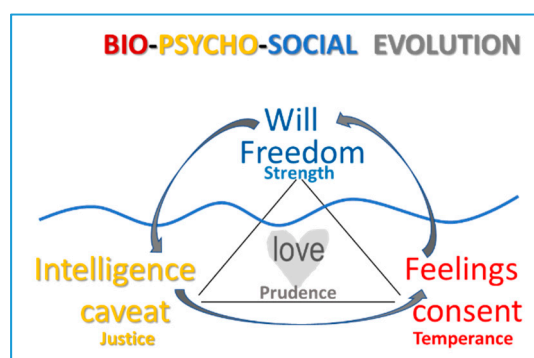 BIO-PSYCHO-SOCIAL EVOLUTION
Will
Freedom
Strength
love
Prudence
Intelligence
caveat
Justice
Feelings
consent
Temperance